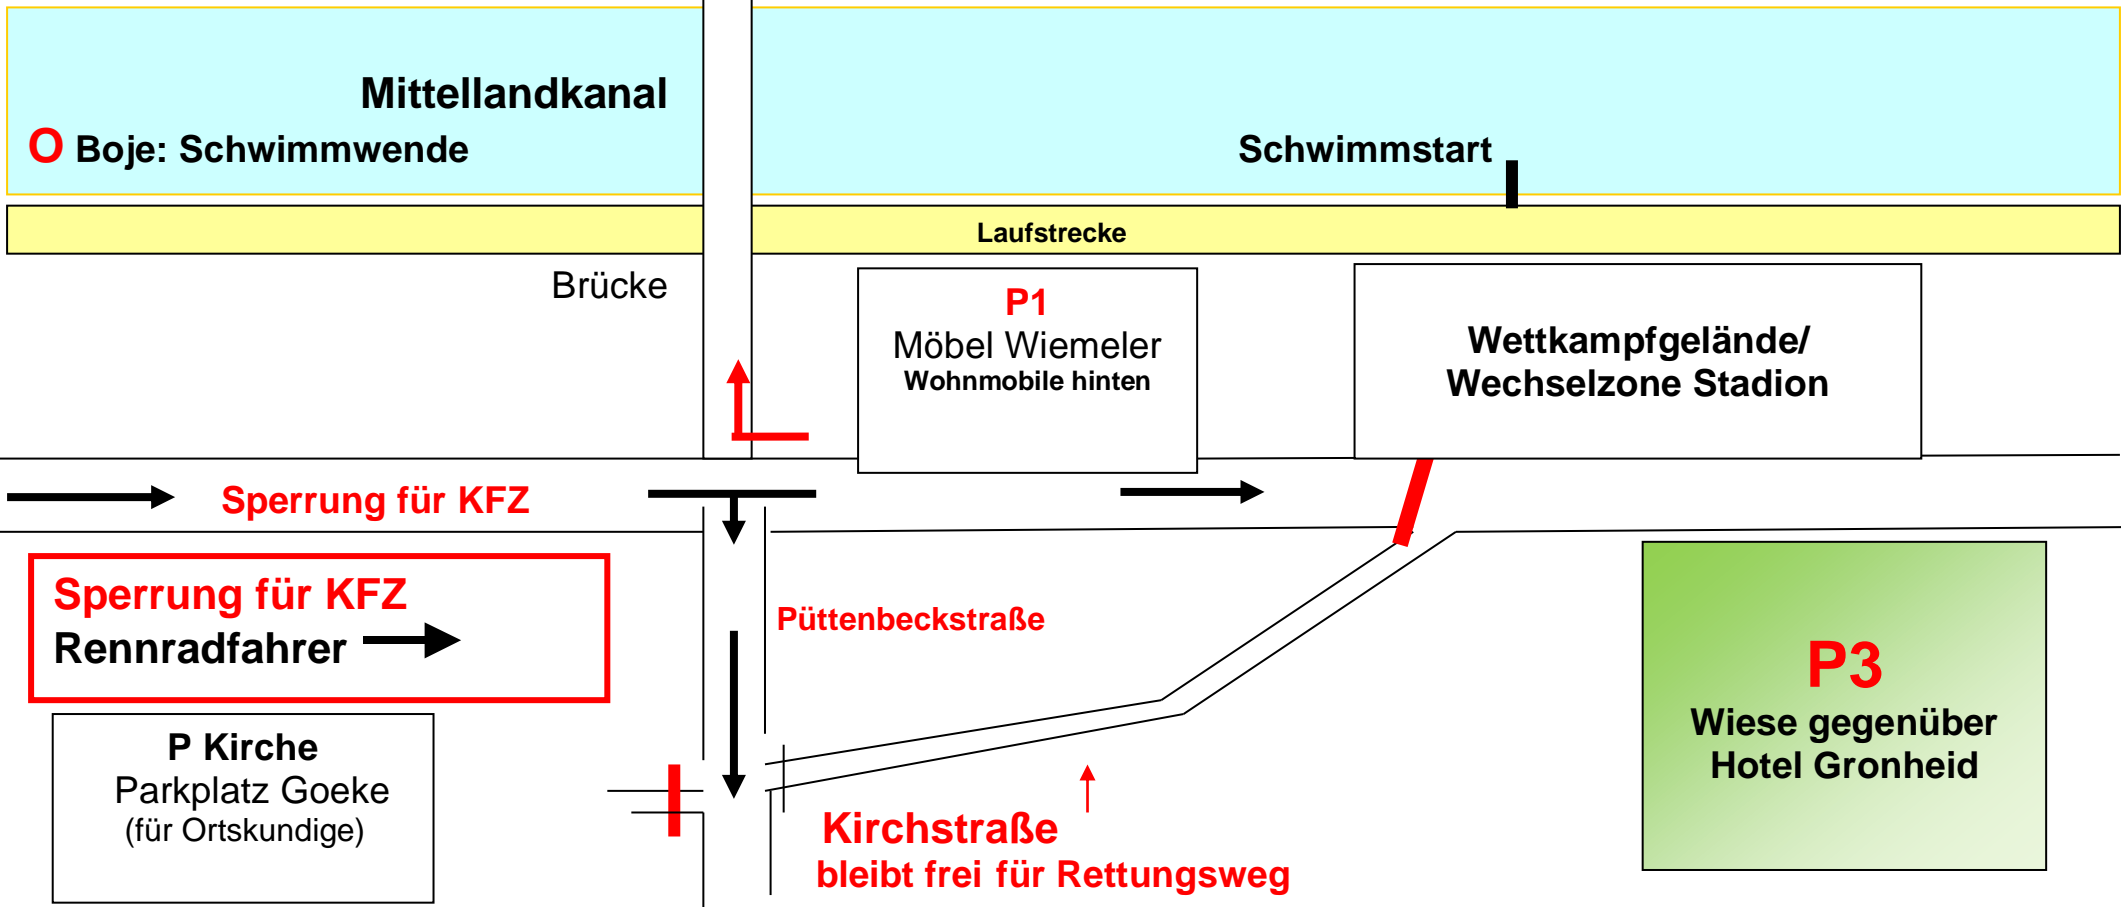 Mittellandkanal
O Boje: Schwimmwende
Schwimmstart
Laufstrecke
Brücke
P1
Möbel Wiemeler
Wohnmobile hinten
Wettkampfgelände/
Wechselzone Stadion
Sperrung für KFZ
Sperrung für KFZ
Rennradfahrer
Püttenbeckstraße
P3
Wiese gegenüber
Hotel Gronheid
P Kirche
Parkplatz Goeke
(für Ortskundige)
Kirchstraße
bleibt frei für Rettungsweg